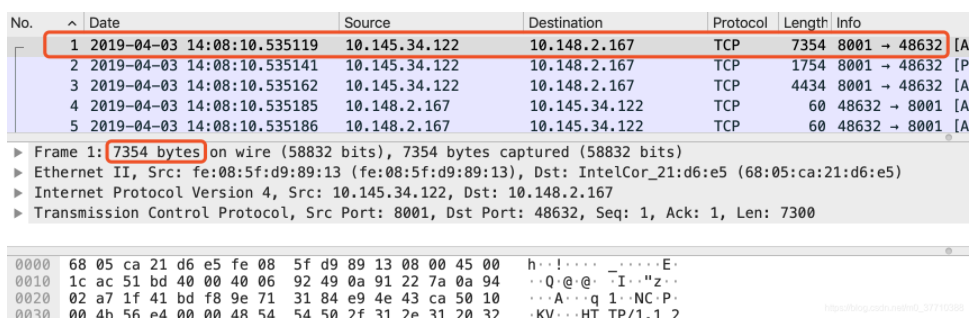 No. ^ Date Source Destination Protocol Length Info
1 2019-04-03 14:08:10.535119 10.145.34.122 10.148.2.167 TCP 7354 8001 → 48632 [A
2 2019-04-03 14:08:10.535141 10.145.34.122 10.148.2.167 TCP 1754 8001 → 48632 [P
3 2019-04-03 14:08:10.535162 10.145.34.122 10.148.2.167 TCP 4434 8001 → 48632 [A
4 2019-04-03 14:08:10.535185 10.148.2.167 10.145.34.122 TCP 60 48632 → 8001 [A
5 2019-04-03 14:08:10.535186 10.148.2.167 10.145.34.122 TCP 60 48632 → 8001 [A
Frame 1: 7354 bytes on wire (58832 bits), 7354 bytes captured (58832 bits)
Ethernet II, Src: fe:08:5f:d9:89:13 (fe:08:5f:d9:89:13), Dst: IntelCor_21:d6:e5 (68:05:ca:21:d6:e5)
Internet Protocol Version 4, Src: 10.145.34.122, Dst: 10.148.2.167
Transmission Control Protocol, Src Port: 8001, Dst Port: 48632, Seq: 1, Ack: 1, Len: 7300
0000 68 05 ca 21 d6 e5 fe 08 5f d9 89 13 08 00 45 00 h··!···· _·····E·
0010 1c ac 51 bd 40 00 40 06 92 49 0a 91 22 7a 0a 94 ··Q·@·@· ·I··"z··
0020 02 a7 1f 41 bd f8 9e 71 31 84 e9 4e 43 ca 50 10 ···A···q 1··NC·P·
0030 00 4b 56 e4 00 00 48 54 54 50 2f 31 2e 31 20 32 ·KV···HT TP/1.1 2